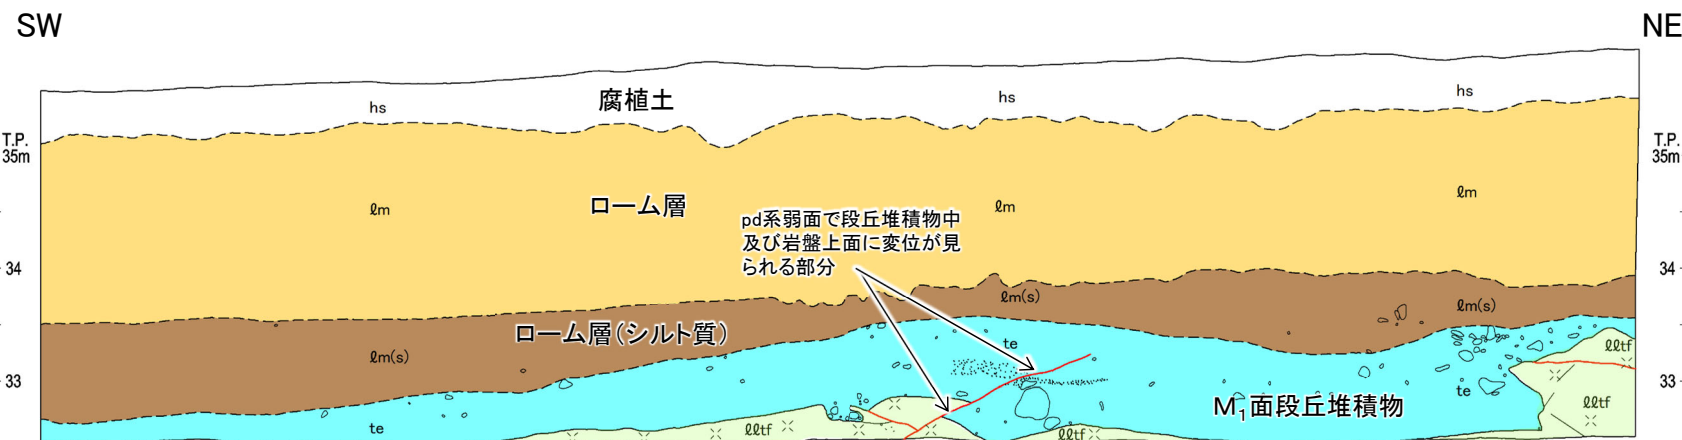 SW
NE
hs
腐植土
hs
hs
T.P.
35m
T.P.
35m
ℓm
ローム層
ℓm
ℓm
pd系弱面で段丘堆積物中
及び岩盤上面に変位が見
られる部分
34
34
ℓm(s)
ℓm(s)
ローム層(シルト質)
ℓm(s)
te
ℓℓtf
33
33
te
M₁面段丘堆積物
ℓℓtf
te
ℓℓtf
ℓℓtf